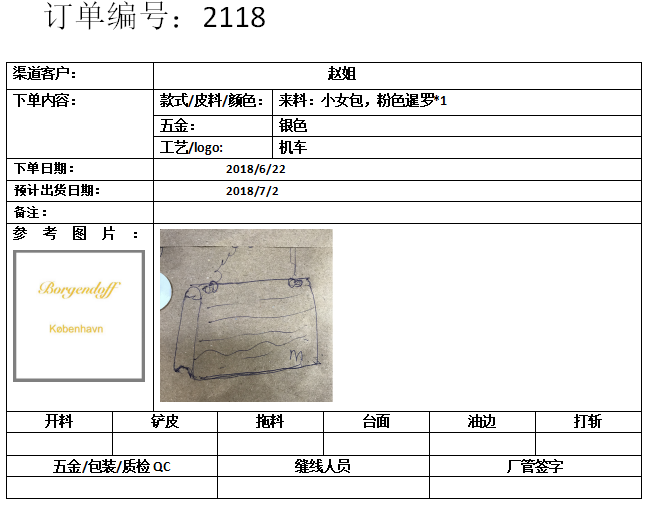 订单编号：2118
渠道客户： 赵姐
下单内容： 款式/皮料/颜色： 来料：小女包，粉色暹罗*1
五金： 银色
工艺/logo: 机车
下单日期： 2018/6/22
预计出货日期： 2018/7/2
备注：
参考图片：
Borgendoff
København
m
开料 铲皮 拖料 台面 油边 打斩
五金/包装/质检 QC 缝线人员 厂管签字